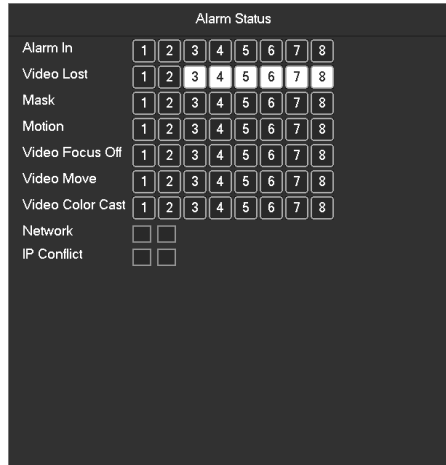 Alarm Status
Alarm In 1 2 3 4 5 6 7 8
Video Lost 1 2 3 4 5 6 7 8
Mask 1 2 3 4 5 6 7 8
Motion 1 2 3 4 5 6 7 8
Video Focus Off 1 2 3 4 5 6 7 8
Video Move 1 2 3 4 5 6 7 8
Video Color Cast 1 2 3 4 5 6 7 8
Network
IP Conflict